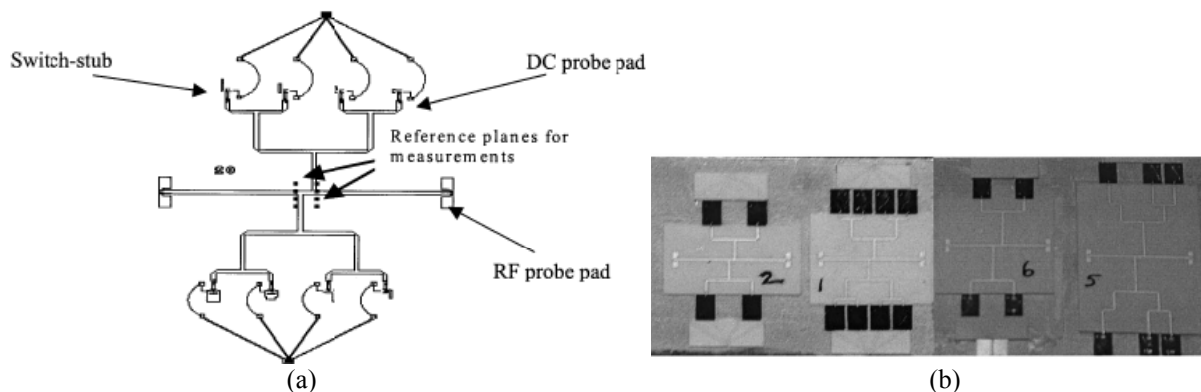 Switch-stub
DC probe pad
Reference planes for
measurements
20
RF probe pad
2
1
6
5
(a)
(b)